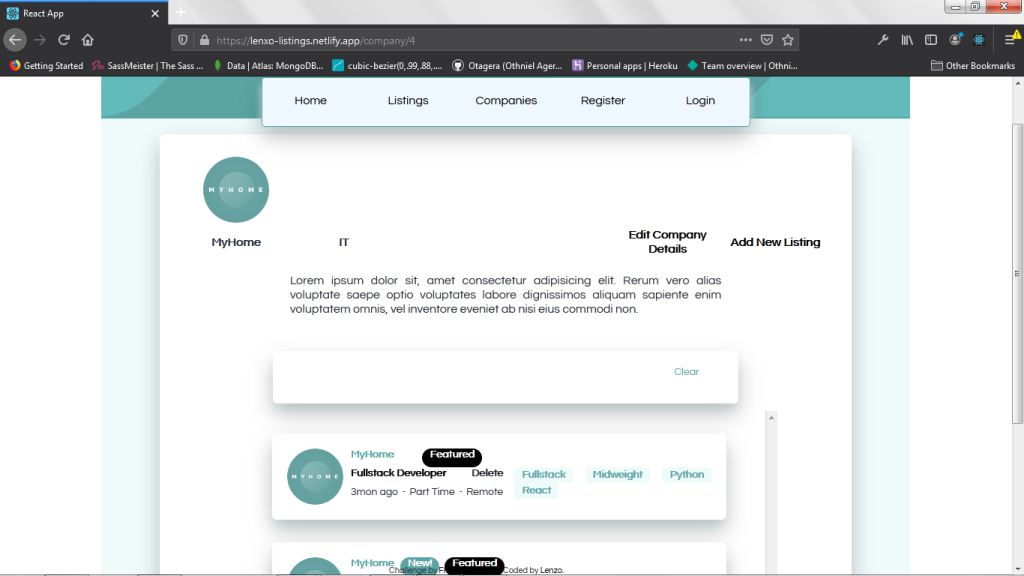 React App
https://lenxo-listings.netlify.app/company/4
Getting Started
SassMeister | The Sass ...
Data | Atlas: MongoDB...
cubic-bezier(0,.99,.88,....
Otagera (Othniel Ager...
Personal apps | Heroku
Team overview | Othni...
Other Bookmarks
Home Listings Companies Register Login
MYHOME
MyHome IT
Edit Company
Details
Add New Listing
Lorem ipsum dolor sit, amet consectetur adipisicing elit. Rerum vero alias
voluptate saepe optio voluptates labore dignissimos aliquam sapiente enim
voluptatem omnis, vel inventore eveniet ab nisi eius commodi non.
Clear
MYHOME
MyHome Featured
Fullstack Developer Delete
3mon ago - Part Time - Remote
Fullstack Midweight Python
React
MyHome New! Featured
Challenge by
Coded by Lenzo.